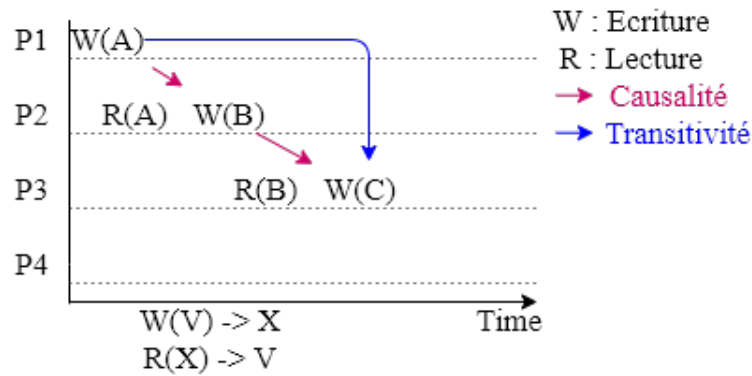 P1 W(A)
P2 R(A) W(B)
P3 R(B) W(C)
P4
Time
W(V) -> X
R(X) -> V
W : Ecriture
R : Lecture
Causalité
Transitivité